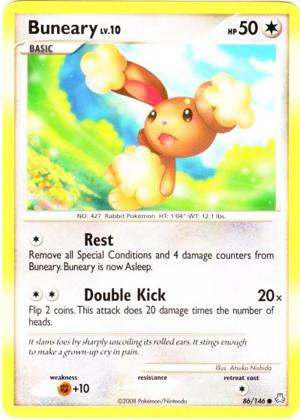 Buneary LV.10 HP 50
BASIC
NO. 427 Rabbit Pokémon HT: 1'04" WT: 12.1 lbs.
Rest
Remove all Special Conditions and 4 damage counters from
Buneary. Buneary is now Asleep.
Double Kick 20x
Flip 2 coins. This attack does 20 damage times the number of
heads.
It slams foes by sharply uncoiling its rolled ears. It stings enough
to make a grown-up cry in pain.
Illus. Atsuko Nishida
weakness resistance retreat cost
+10
86/146
©2008 Pokémon/Nintendo